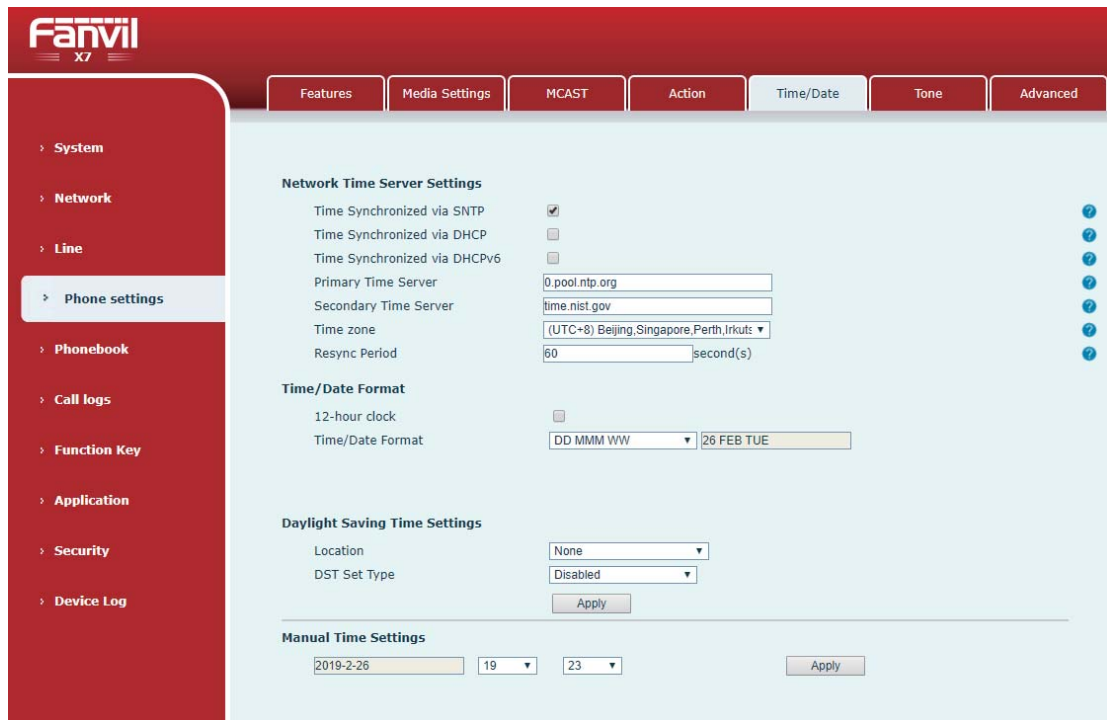 Fanvil
X7
Features Media Settings MCAST Action Time/Date Tone Advanced
› System
› Network
› Line
› Phone settings
› Phonebook
› Call logs
› Function Key
› Application
› Security
› Device Log
Network Time Server Settings
Time Synchronized via SNTP
Time Synchronized via DHCP
Time Synchronized via DHCPv6
Primary Time Server 0.pool.ntp.org
Secondary Time Server time.nist.gov
Time zone (UTC+8) Beijing,Singapore,Perth,Irkuts
Resync Period 60 second(s)
Time/Date Format
12-hour clock
Time/Date Format DD MMM WW 26 FEB TUE
Daylight Saving Time Settings
Location None
DST Set Type Disabled
Apply
Manual Time Settings
2019-2-26 19 23 Apply